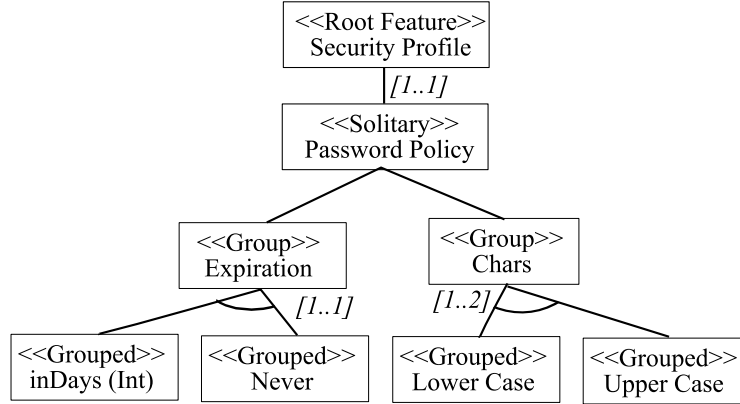 <<Root Feature>>
Security Profile
[1..1]
<<Solitary>>
Password Policy
<<Group>>
Expiration
<<Group>>
Chars
[1..1]
[1..2]
<<Grouped>>
inDays (Int)
<<Grouped>>
Never
<<Grouped>>
Lower Case
<<Grouped>>
Upper Case